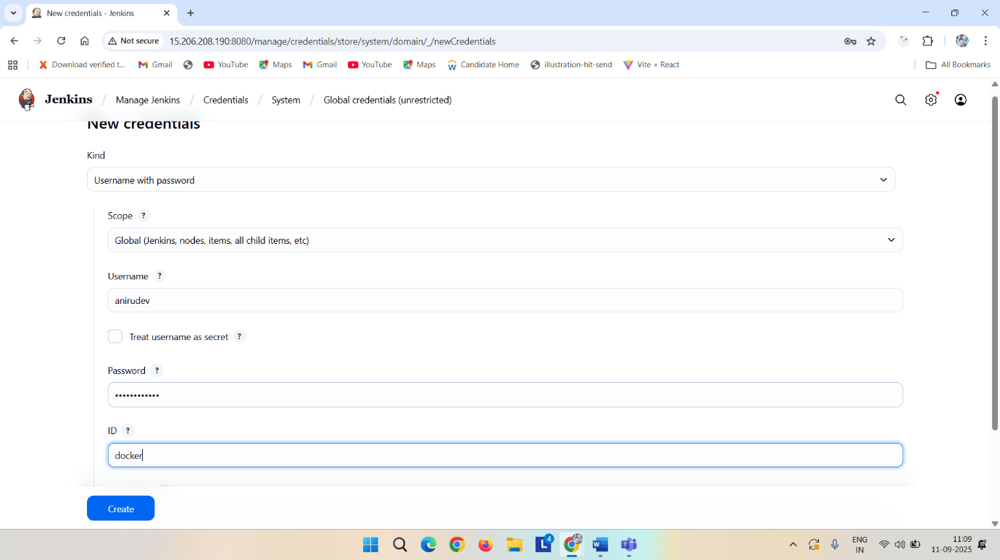 New credentials - Jenkins
Not secure
15.206.208.190:8080/manage/credentials/store/system/domain/_/newCredentials
Download verified t...
Gmail
YouTube
Maps
Gmail
YouTube
Maps
Candidate Home
illustration-hit-send
Vite + React
All Bookmarks
Jenkins / Manage Jenkins / Credentials / System / Global credentials (unrestricted)
New credentials
Kind
Username with password
Scope ?
Global (Jenkins, nodes, items, all child items, etc)
Username ?
anirudev
Treat username as secret ?
Password ?
••••••••••••
ID ?
docker
Create
4
ENG
IN
11:09
11-09-2025